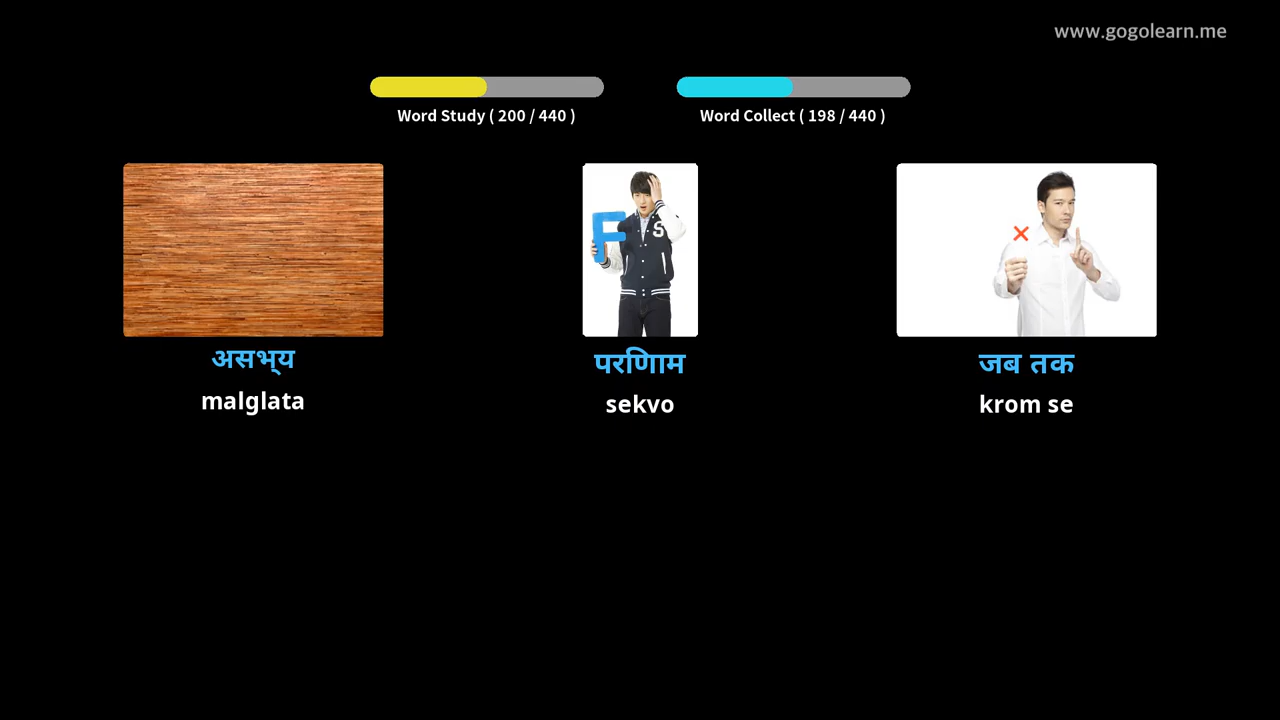 www.gogolearn.me
Word Study ( 200 / 440 )
Word Collect ( 198 / 440 )
F
S
असभ्य
परिणाम
जब तक
malglata
sekvo
krom se